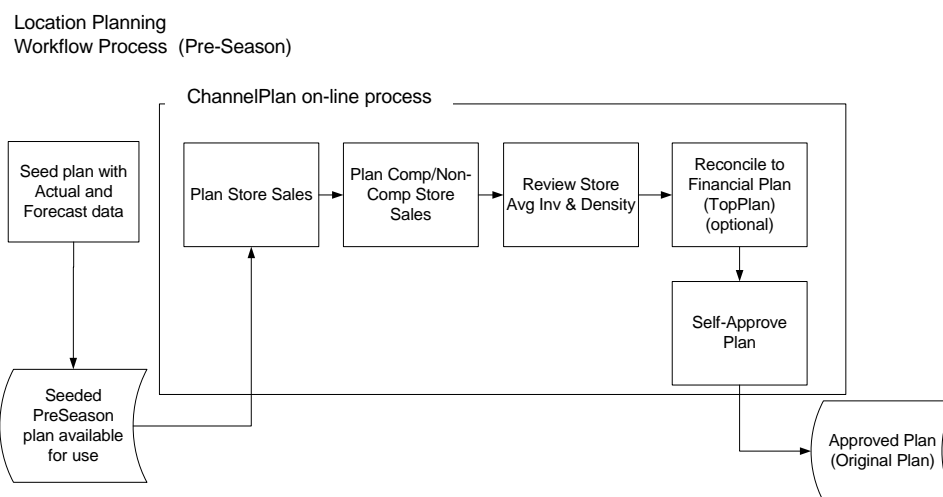 Location Planning
Workflow Process  (Pre-Season)
ChannelPlan on-line process
Seed plan with
Actual and
Forecast data
Plan Store Sales
Plan Comp/Non-
Comp Store
Sales
Review Store
Avg Inv & Density
Reconcile to
Financial Plan
(TopPlan)
(optional)
Self-Approve
Plan
Seeded
PreSeason
plan available
for use
Approved Plan
(Original Plan)